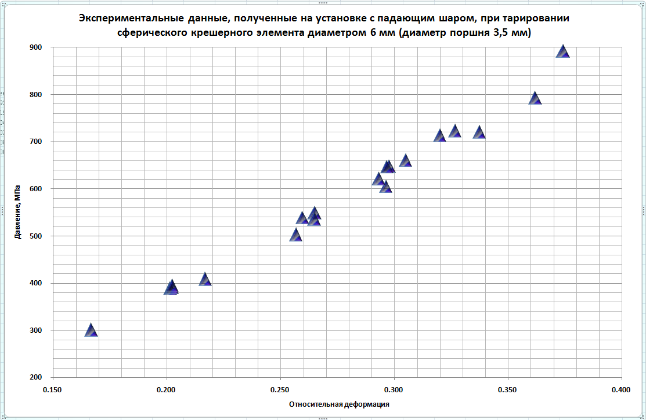 Экспериментальные данные, полученные на установке с падающим шаром, при тарировании
сферического крешерного элемента диаметром 6 мм (диаметр поршня 3,5 мм)
900
800
700
600
500
400
300
200
Давление, МПа
0.150 0.200 0.250 0.300 0.350 0.400
Относительная деформация